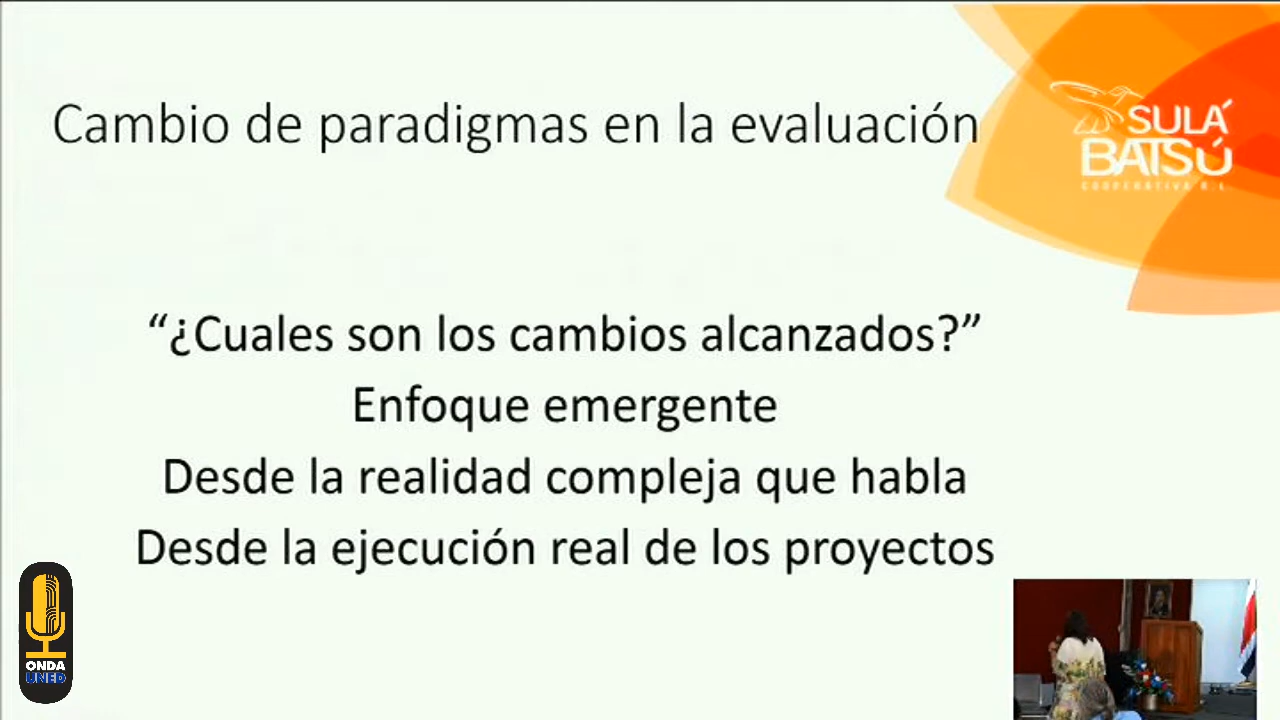 Cambio de paradigmas en la evaluación
SULÁ
BATSÚ
COOPERATIVA R.L.
“¿Cuales son los cambios alcanzados?”
Enfoque emergente
Desde la realidad compleja que habla
Desde la ejecución real de los proyectos
ONDA
UNED